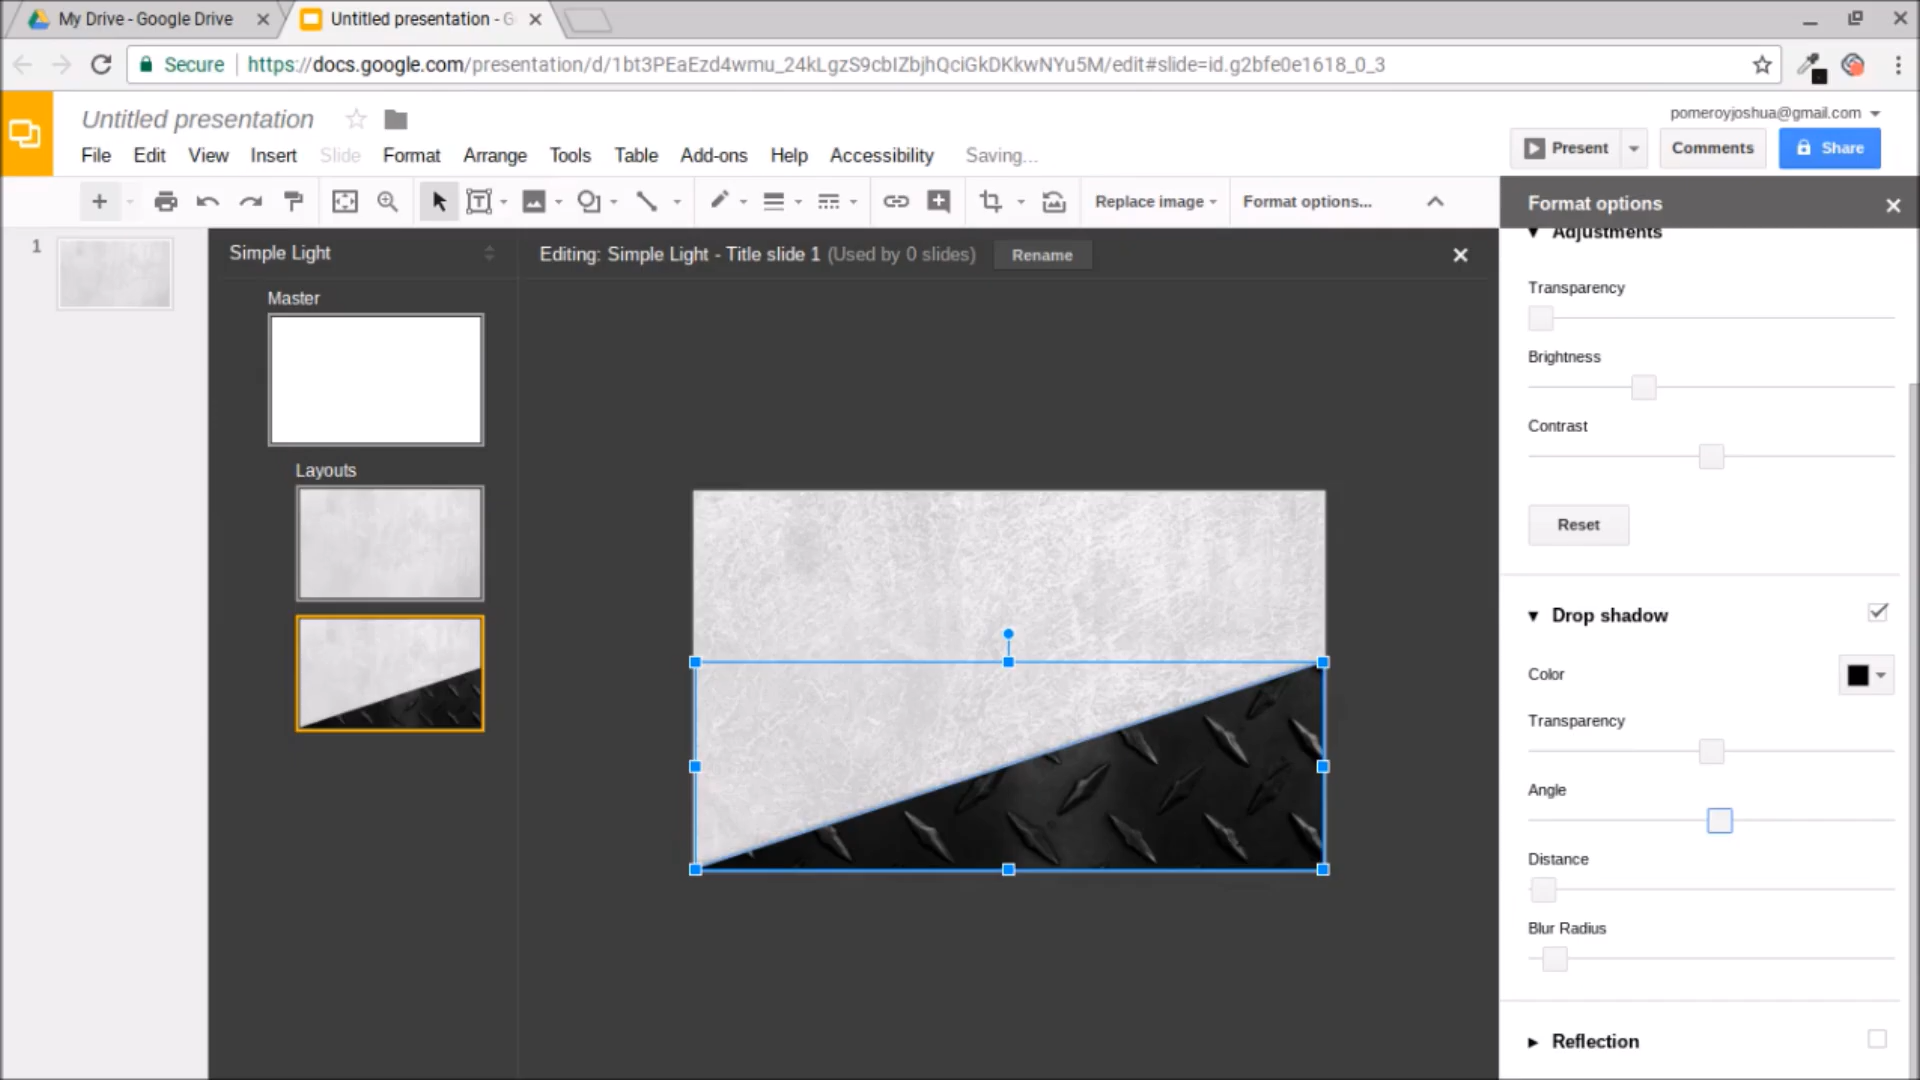 My Drive - Google Drive
Untitled presentation - G
Secure
https://docs.google.com/presentation/d/1bt3PEaEzd4wmu_24kLgzS9cbIZbjhQciGkDKkwNYu5M/edit#slide=id.g2bfe0e1618_0_3
Untitled presentation
pomeroyjoshua@gmail.com
File Edit View Insert Slide Format Arrange Tools Table Add-ons Help Accessibility Saving...
Present
Comments
Share
Replace image
Format options...
Format options
1
Simple Light
Editing: Simple Light - Title slide 1 (Used by 0 slides)
Rename
Master
Layouts
Adjustments
Transparency
Brightness
Contrast
Reset
Drop shadow
Color
Transparency
Angle
Distance
Blur Radius
Reflection